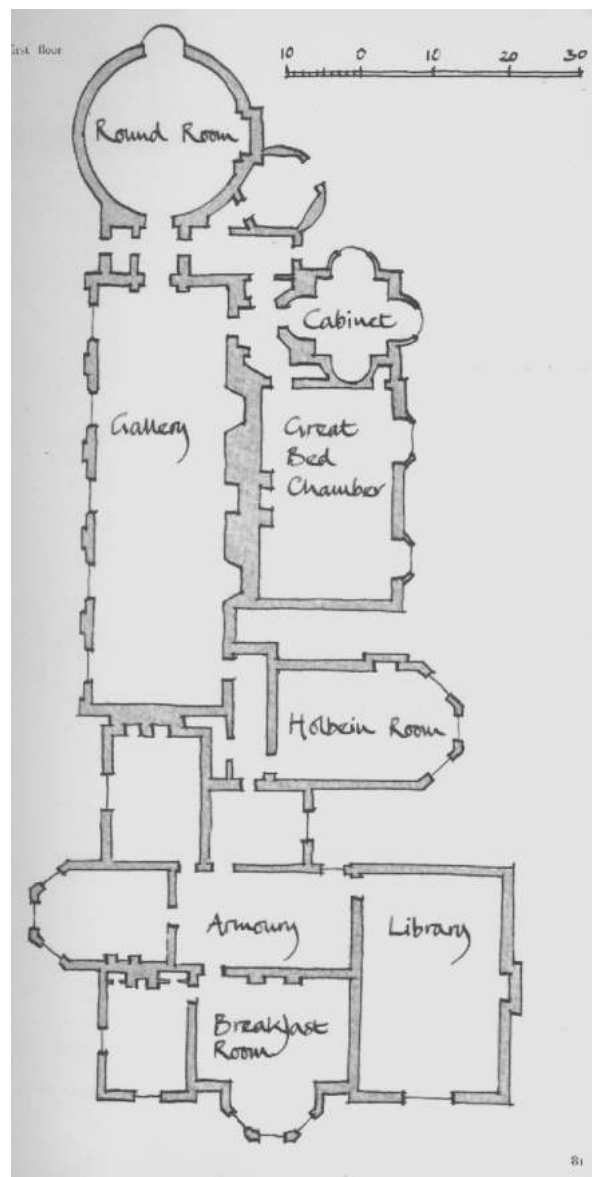 first floor
10 0 10 20 30
Round Room
Cabinet
Gallery
Great
Bed
Chamber
Holbein Room
Armoury
Library
Breakfast
Room
81